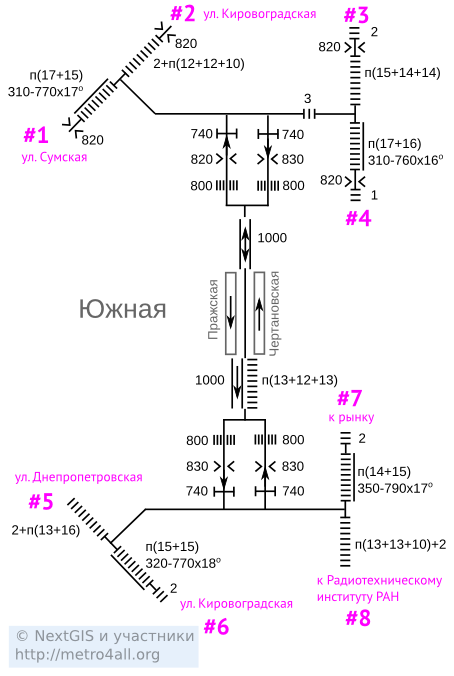 #2
ул. Кировоградская
820
2+п(12+12+10)
п(17+15)
310-770x17°
#1
820
ул. Сумская
#3
2
820
п(15+14+14)
3
п(17+16)
310-760x16°
820
1
#4
740
740
820
830
800
800
1000
Южная
Пражская
Чертановская
1000
п(13+12+13)
#7
к рынку
800
800
2
830
830
п(14+15)
350-790x17°
740
740
ул. Днепропетровская
#5
2+п(13+16)
п(15+15)
320-770x18°
2
ул. Кировоградская
#6
п(13+13+10)+2
к Радиотехническому
институту РАН
#8
© NextGIS и участники
http://metro4all.org